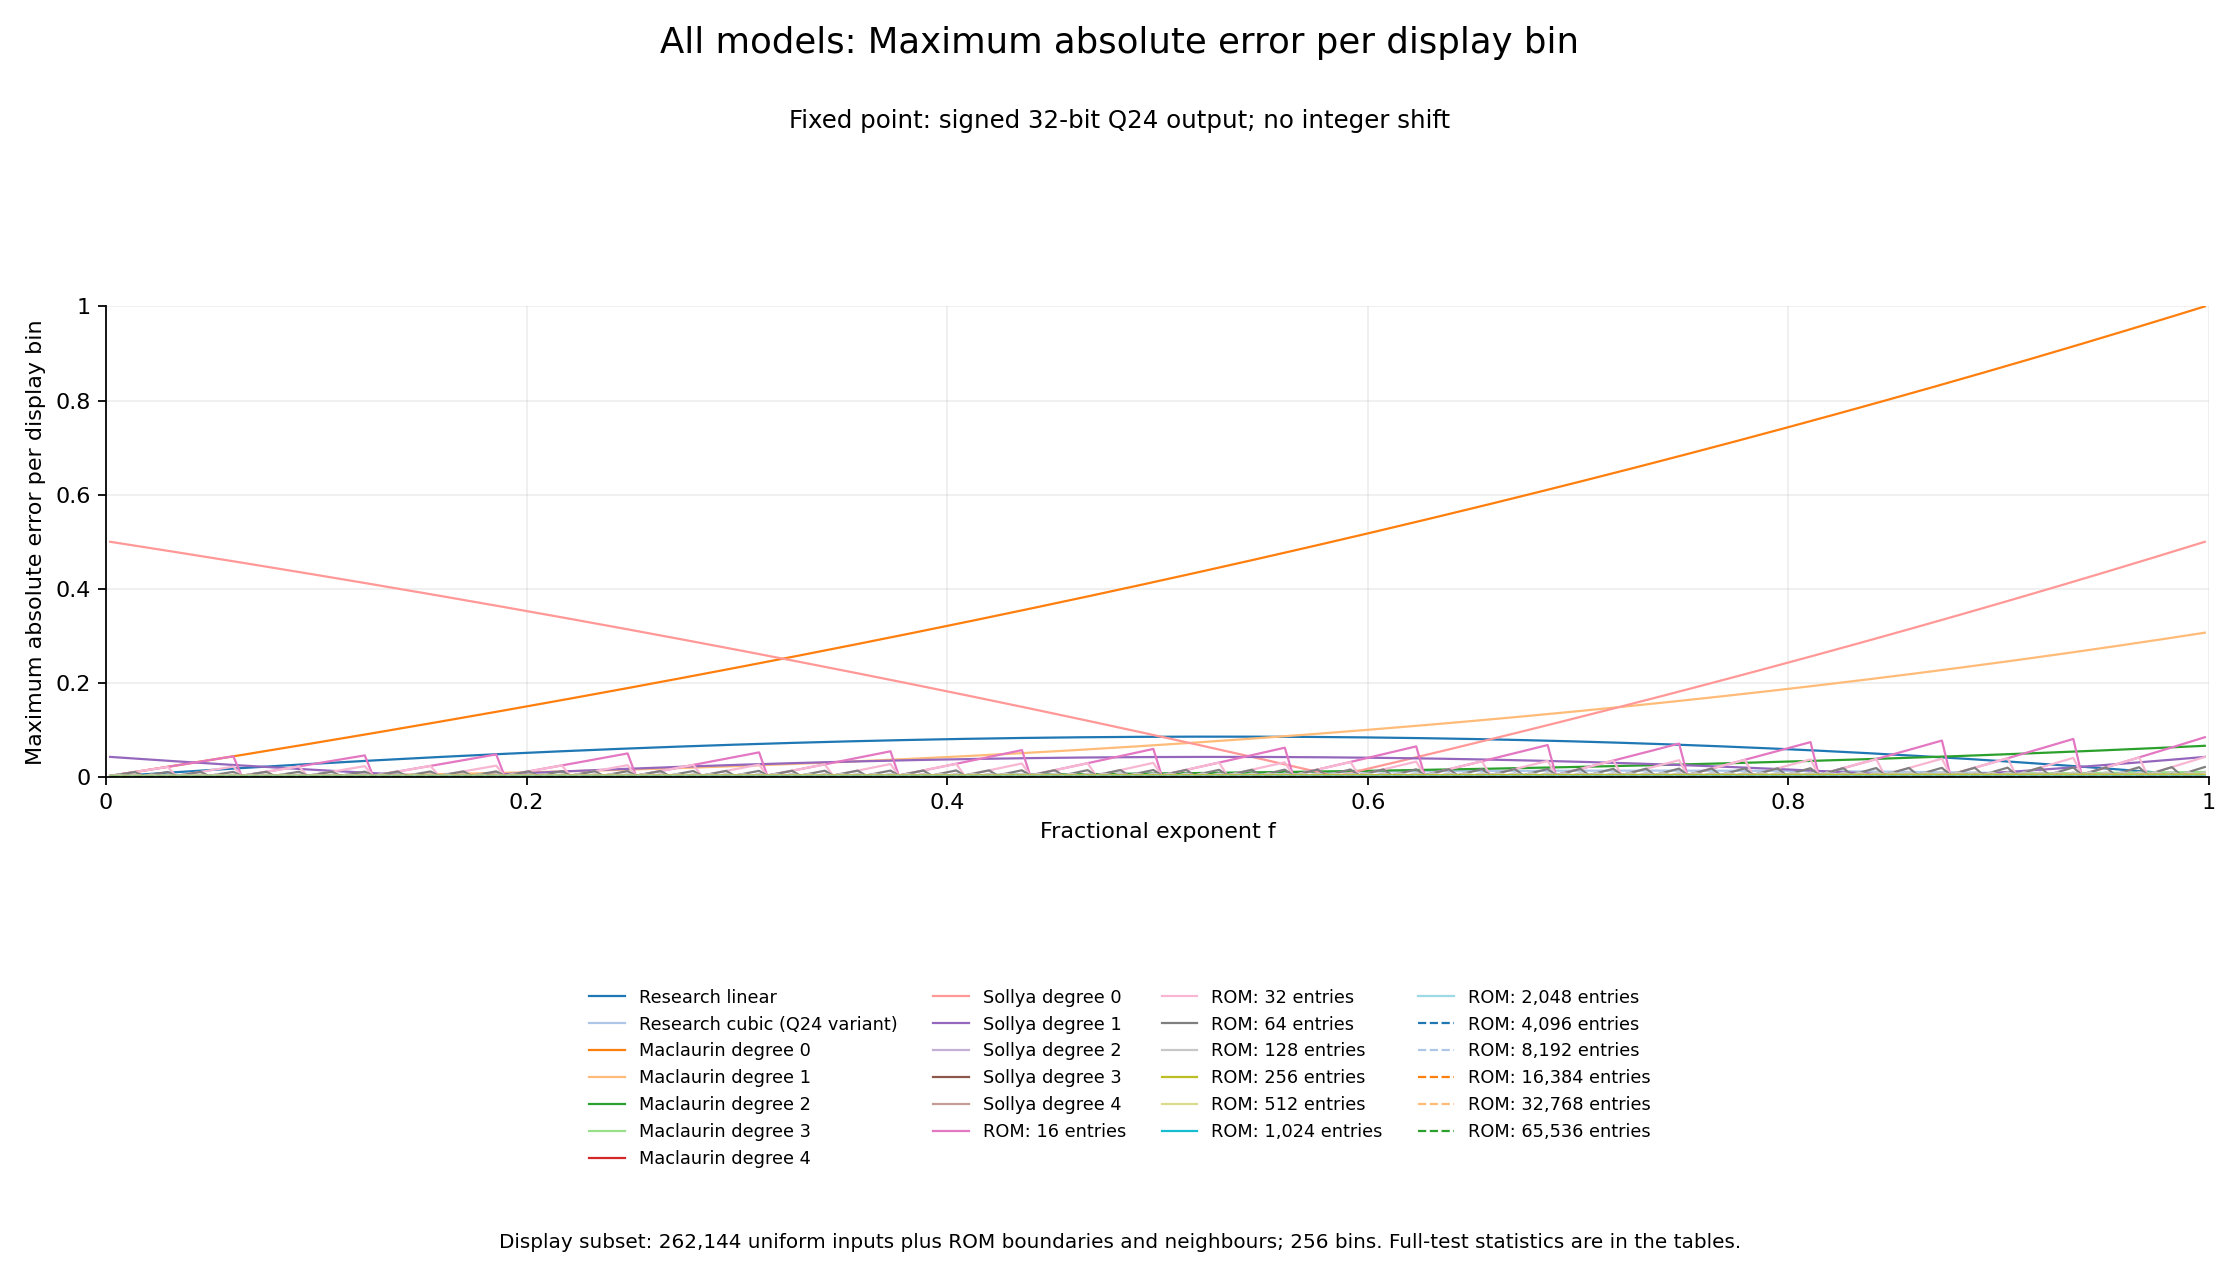 All models: Maximum absolute error per display bin
Fixed point: signed 32-bit Q24 output; no integer shift
Maximum absolute error per display bin
1
0.8
0.6
0.4
0.2
0
0 0.2 0.4 0.6 0.8 1
Fractional exponent f
Research linear
Research cubic (Q24 variant)
Maclaurin degree 0
Maclaurin degree 1
Maclaurin degree 2
Maclaurin degree 3
Maclaurin degree 4
Sollya degree 0
Sollya degree 1
Sollya degree 2
Sollya degree 3
Sollya degree 4
ROM: 16 entries
ROM: 32 entries
ROM: 64 entries
ROM: 128 entries
ROM: 256 entries
ROM: 512 entries
ROM: 1,024 entries
ROM: 2,048 entries
ROM: 4,096 entries
ROM: 8,192 entries
ROM: 16,384 entries
ROM: 32,768 entries
ROM: 65,536 entries
Display subset: 262,144 uniform inputs plus ROM boundaries and neighbours; 256 bins. Full-test statistics are in the tables.